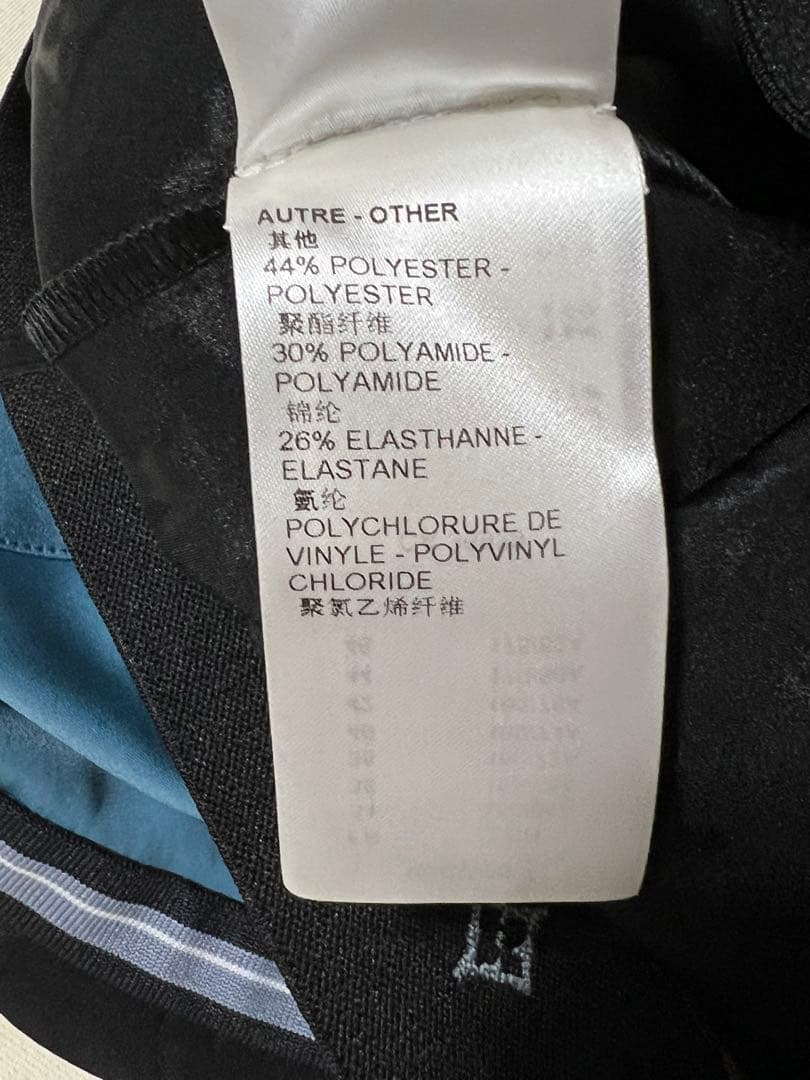 AUTRE - OTHER
其他
44% POLYESTER -
POLYESTER
聚酯纤维
30% POLYAMIDE -
POLYAMIDE
锦纶
26% ELASTHANNE -
ELASTANE
氨纶
POLYCHLORURE DE
VINYLE - POLYVINYL
CHLORIDE
聚氯乙烯纤维